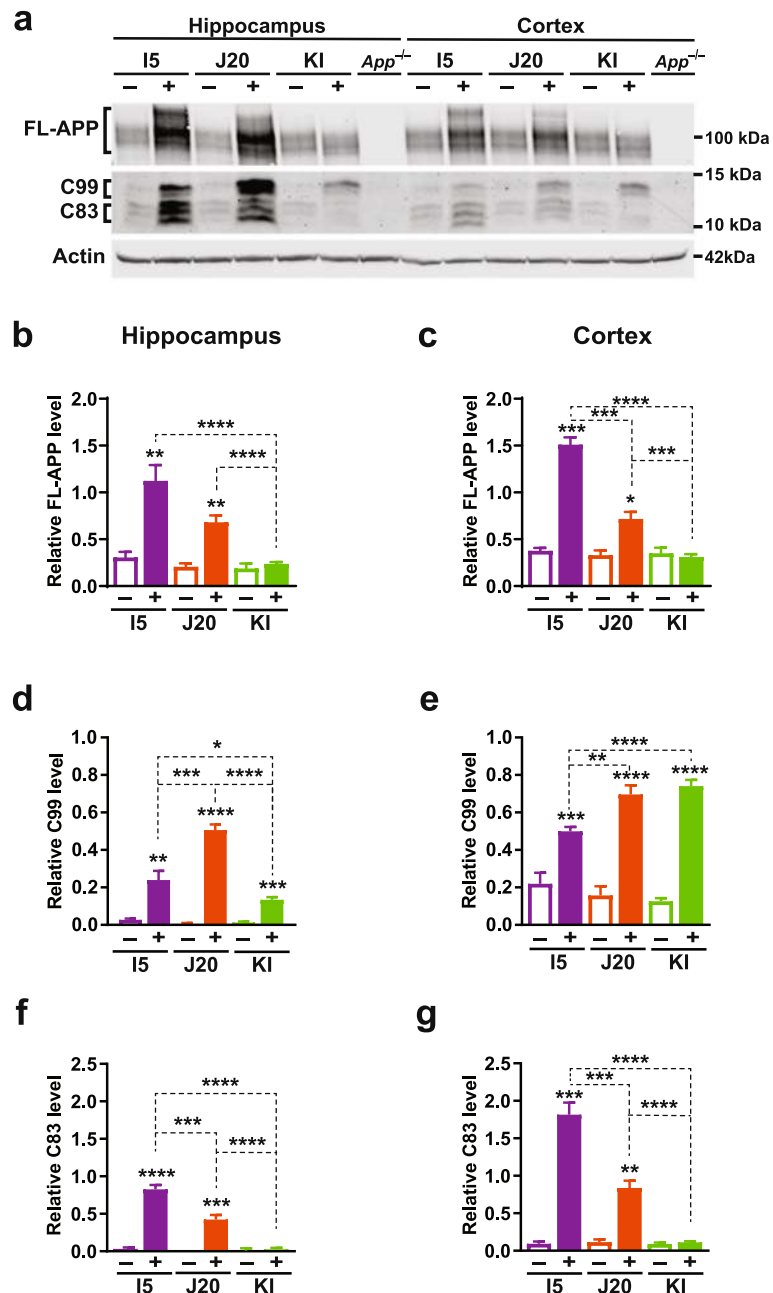 a
Hippocampus Cortex
I5 J20 KI App−/− I5 J20 KI App−/−
− + − + − + − + − + − +
FL-APP
100 kDa
15 kDa
C99
C83
10 kDa
Actin
42kDa
b Hippocampus
Relative FL-APP level
2.0
1.5
1.0
0.5
0.0
****
** ****
**
− + − + − +
I5 J20 KI
c Cortex
Relative FL-APP level
2.0
1.5
1.0
0.5
0.0
****
***
*** ***
*
− + − + − +
I5 J20 KI
d
Relative C99 level
1.0
0.8
0.6
0.4
0.2
0.0
*
*** ****
****
** ***
− + − + − +
I5 J20 KI
e
Relative C99 level
1.0
0.8
0.6
0.4
0.2
0.0
****
**
*** **** ****
− + − + − +
I5 J20 KI
f
Relative C83 level
2.5
2.0
1.5
1.0
0.5
0.0
****
*** ****
**** ***
− + − + − +
I5 J20 KI
g
Relative C83 level
2.5
2.0
1.5
1.0
0.5
0.0
****
***
*** ****
**
− + − + − +
I5 J20 KI